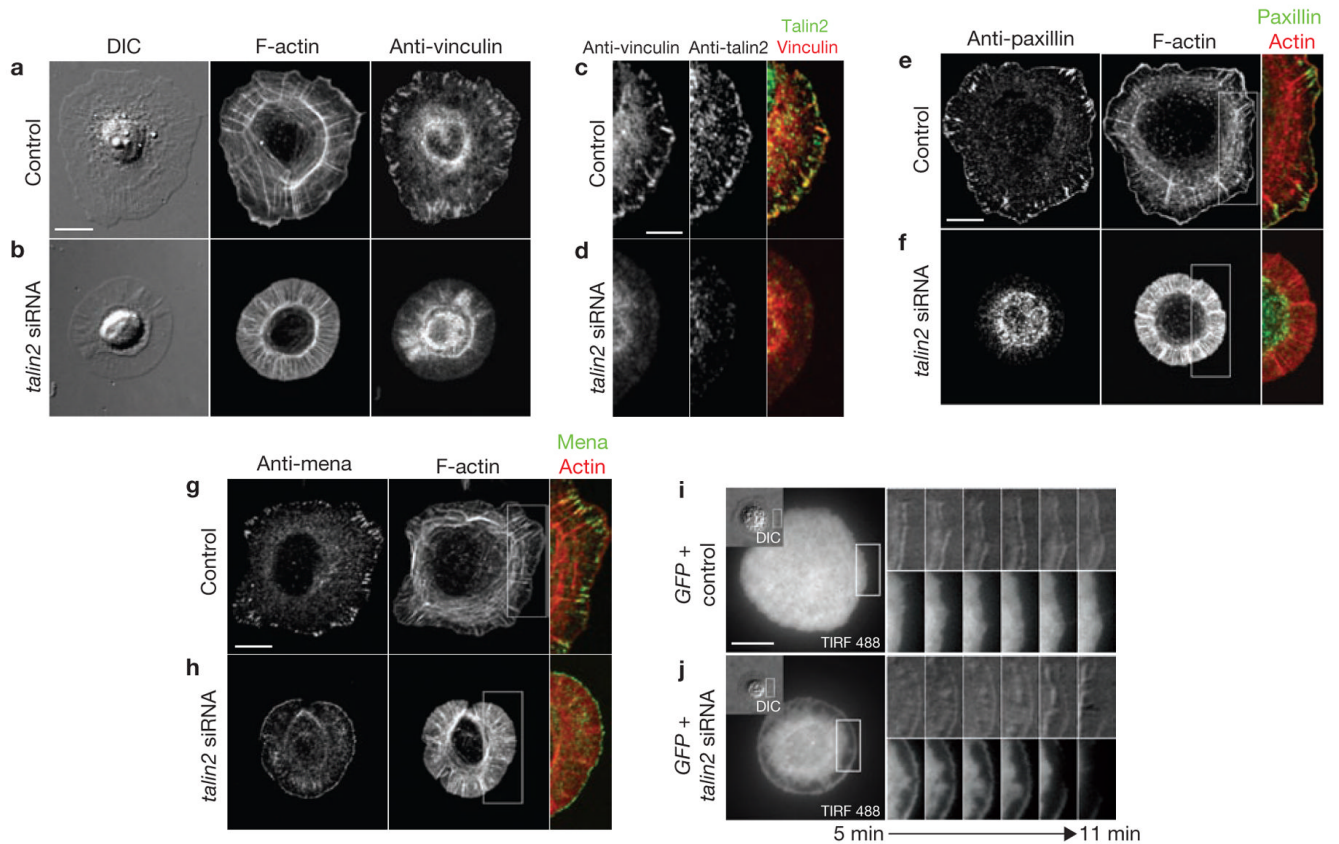 DIC
F-actin
Anti-vinculin
a
Control
b
talin2 siRNA
Anti-vinculin
Anti-talin2
Talin2
Vinculin
c
Control
d
talin2 siRNA
Anti-paxillin
F-actin
Paxillin
Actin
e
Control
f
talin2 siRNA
Anti-mena
F-actin
Mena
Actin
g
Control
h
talin2 siRNA
i
GFP +
control
DIC
TIRF 488
j
GFP +
talin2 siRNA
DIC
TIRF 488
5 min
11 min